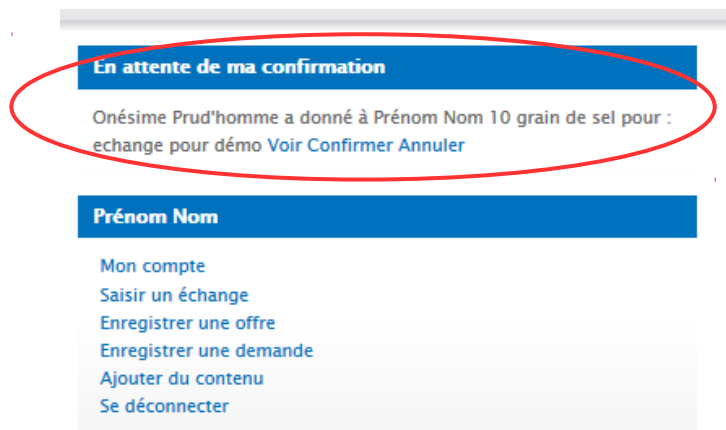 En attente de ma confirmation
Onésime Prud'homme a donné à Prénom Nom 10 grain de sel pour :
echange pour démo Voir Confirmer Annuler
Prénom Nom
Mon compte
Saisir un échange
Enregistrer une offre
Enregistrer une demande
Ajouter du contenu
Se déconnecter